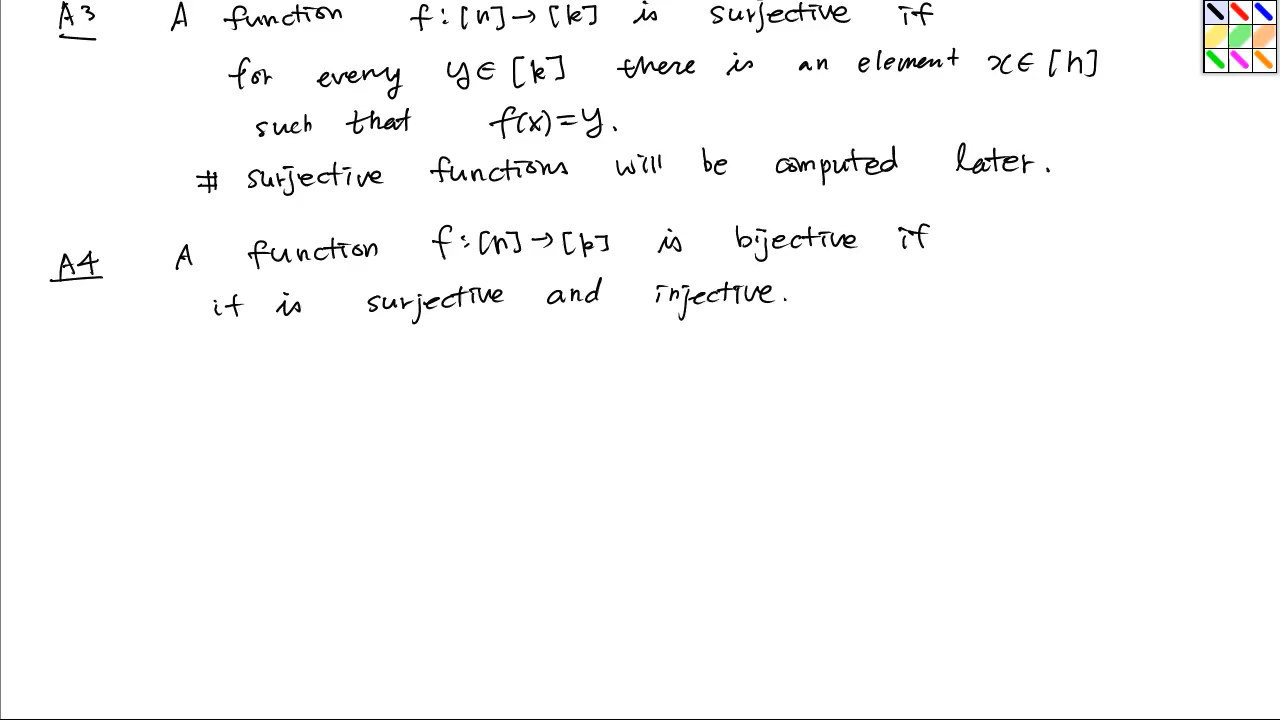 A3 A function f:[n]→[k] is surjective if
for every y∈[k] there is an element x∈[n]
such that f(x)=y.
# surjective functions will be computed later.
A4 A function f:[n]→[k] is bijective if
it is surjective and injective.